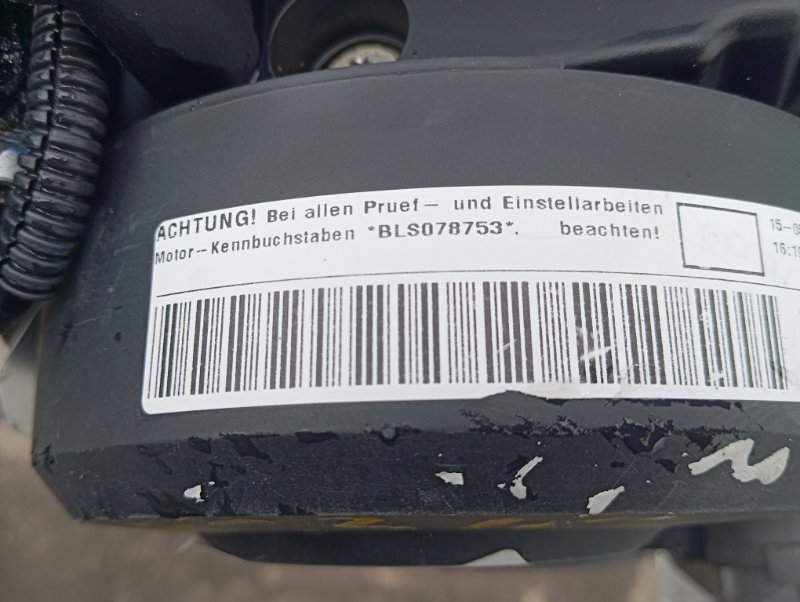 ACHTUNG! Bei allen Pruef— und Einstellarbeiten
Motor—Kennbuchstaben *BLS078753*. beachten!